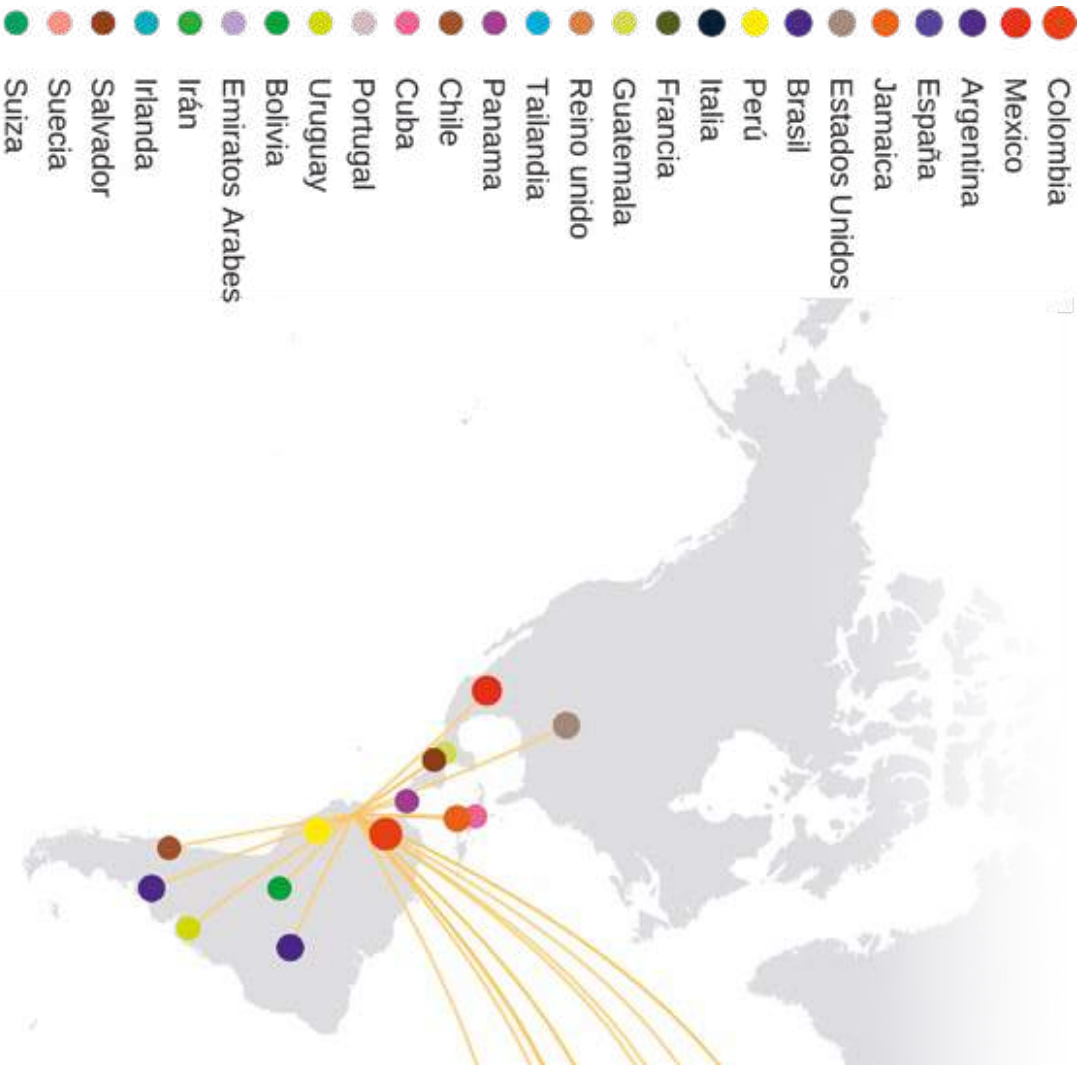 Colombia
Mexico
Argentina
España
Jamaica
Estados Unidos
Brasil
Perú
Italia
Francia
Guatemala
Reino unido
Tailandia
Panama
Chile
Cuba
Portugal
Uruguay
Bolivia
Emiratos Arabes
Irán
Irlanda
Salvador
Suecia
Suiza